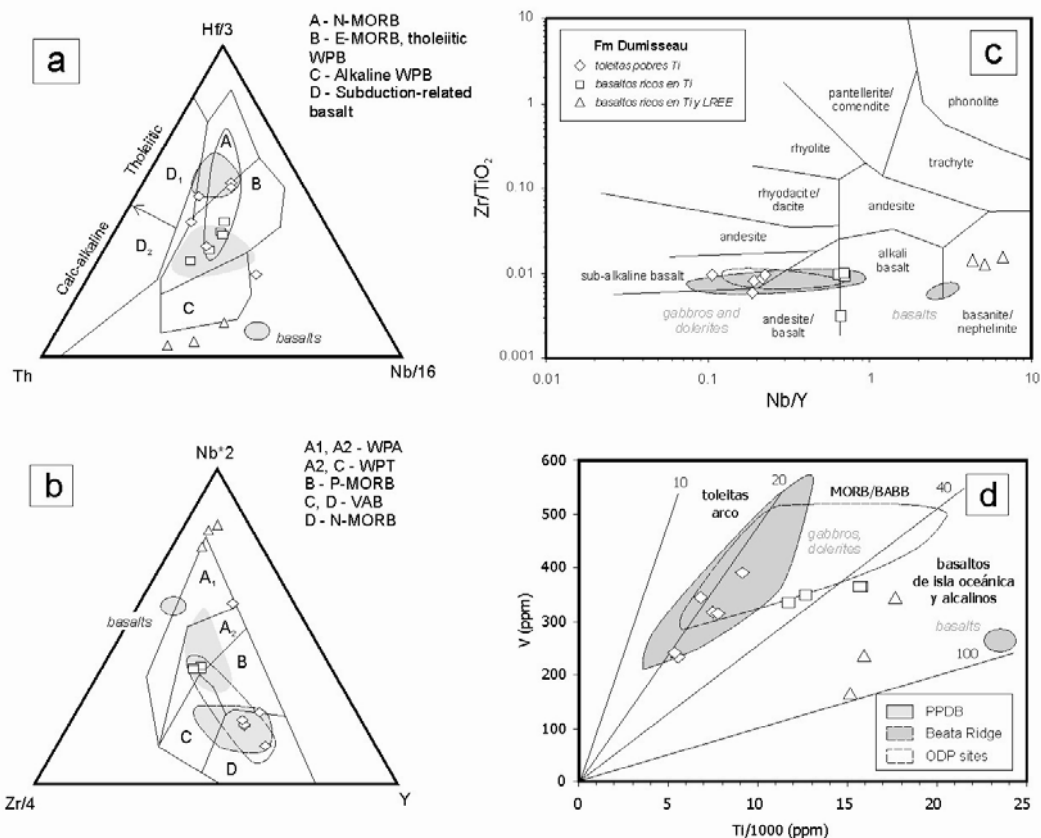 a
Hf/3
A - N-MORB
B - E-MORB, tholeiitic
WPB
C - Alkaline WPB
D - Subduction-related
basalt
Tholeiitic
Calc-alkaline
D1
A
B
D2
C
basalts
Th
Nb/16
c
Fm Dumisseau
toleitas pobres Ti
basaltos ricos en Ti
basaltos ricos en Ti y LREE
Zr/TiO2
10
1
0.10
0.01
0.001
pantellerite/
comendite
phonolite
rhyolite
trachyte
rhyodacite/
dacite
andesite
andesite
alkali
basalt
sub-alkaline basalt
gabbros and
dolerites
andesite/
basalt
basalts
basanite/
nephelinite
0.01
0.1
1
10
Nb/Y
b
Nb*2
A1, A2 - WPA
A2, C - WPT
B - P-MORB
C, D - VAB
D - N-MORB
A1
basalts
A2
B
C
D
Zr/4
Y
d
V (ppm)
600
500
400
300
200
100
0
10
toleitas
arco
20
MORB/BABB
40
gabbros,
dolerites
basaltos
de isla oceánica
y alcalinos
basalts
100
PPDB
Beata Ridge
ODP sites
0
5
10
15
20
25
Ti/1000 (ppm)